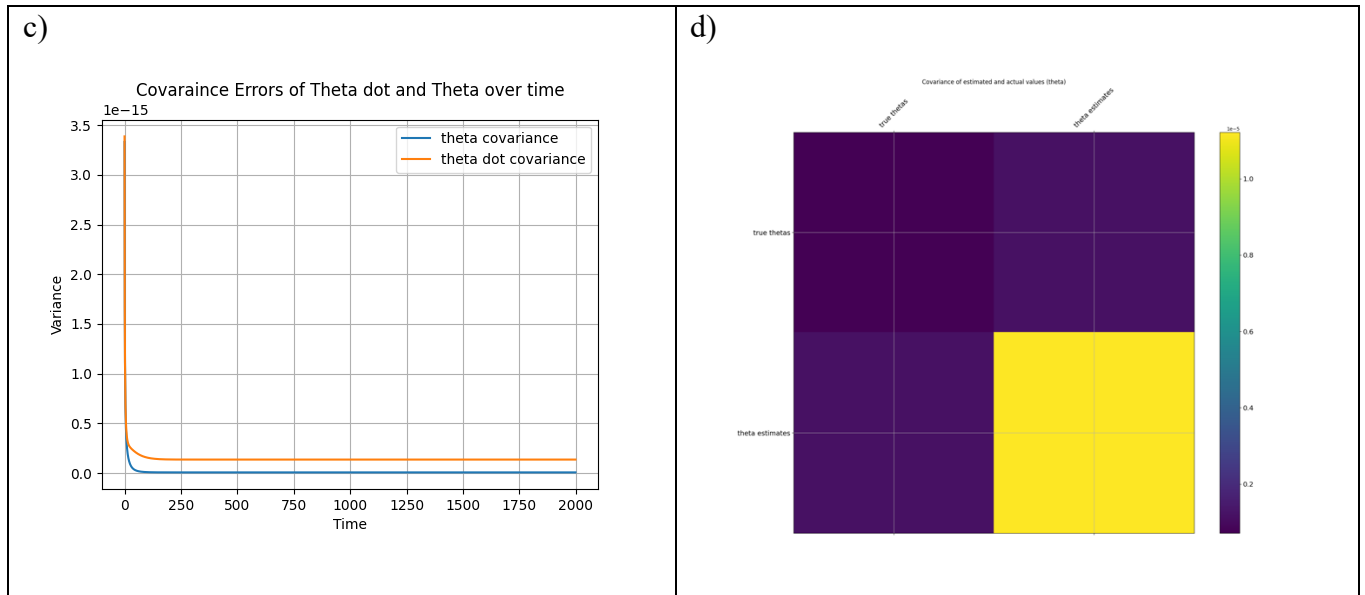 c)
Covaraince Errors of Theta dot and Theta over time
1e−15
3.5
3.0
2.5
2.0
1.5
1.0
0.5
0.0
Variance
theta covariance
theta dot covariance
0 250 500 750 1000 1250 1500 1750 2000
Time
d)
Covariance of estimated and actual values (theta)
true thetas
theta estimates
true thetas
theta estimates
1.0
0.8
0.6
0.4
0.2